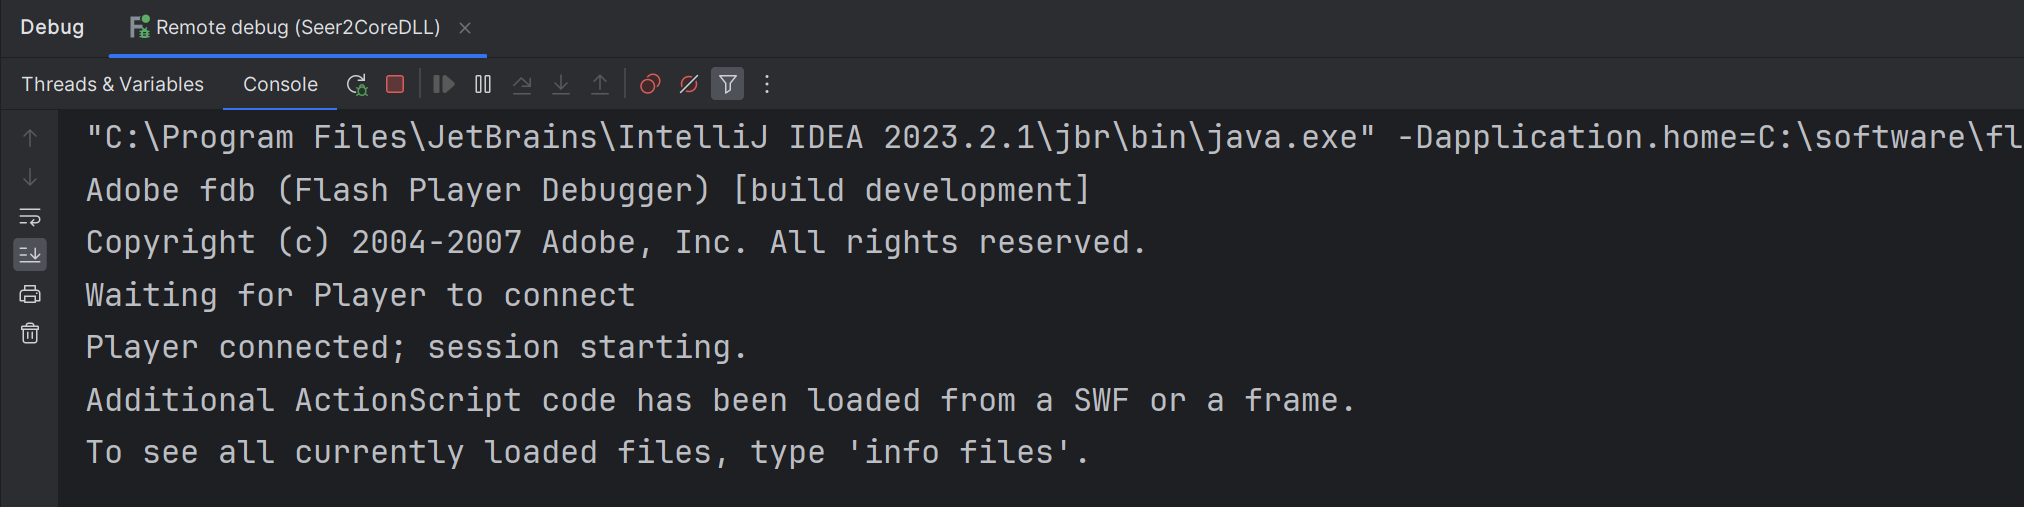 Debug Remote debug (Seer2CoreDLL)
Threads & Variables Console
"C:\Program Files\JetBrains\IntelliJ IDEA 2023.2.1\jbr\bin\java.exe" -Dapplication.home=C:\software\fl
Adobe fdb (Flash Player Debugger) [build development]
Copyright (c) 2004-2007 Adobe, Inc. All rights reserved.
Waiting for Player to connect
Player connected; session starting.
Additional ActionScript code has been loaded from a SWF or a frame.
To see all currently loaded files, type 'info files'.